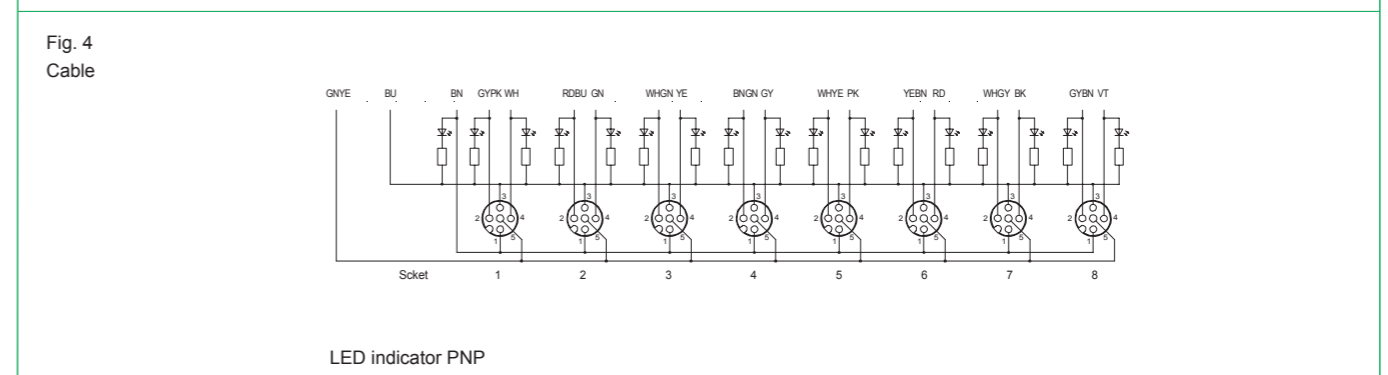 Fig. 4
Cable
GNYE BU BN GYPK WH RDBU GN WHGN YE BNGN GY WHYE PK YEBN RD WHGY BK GYBN VT
3 3 3 3 3 3 3 3
2 4 2 4 2 4 2 4 2 4 2 4 2 4 2 4
1 5 1 5 1 5 1 5 1 5 1 5 1 5 1 5
Scket 1 2 3 4 5 6 7 8
LED indicator PNP